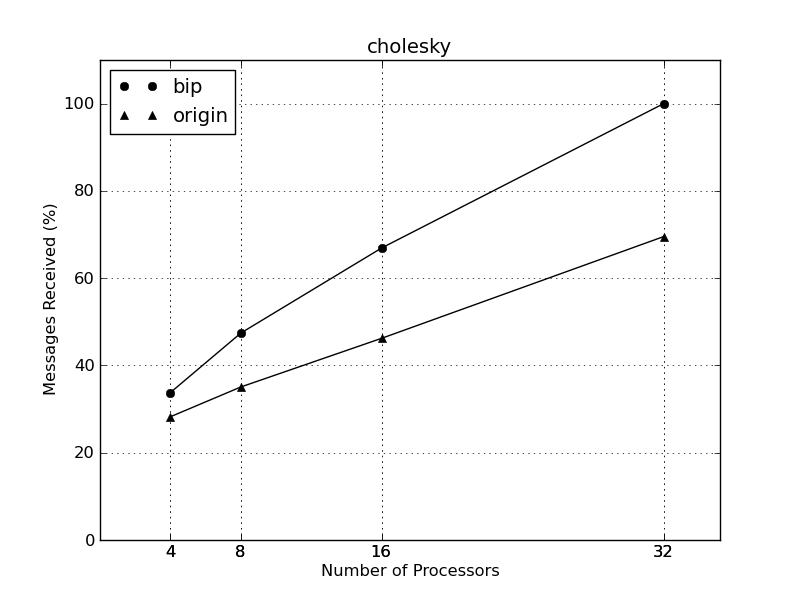 cholesky
bip
origin
Messages Received (%)
100
80
60
40
20
0
4 8 16 32
Number of Processors